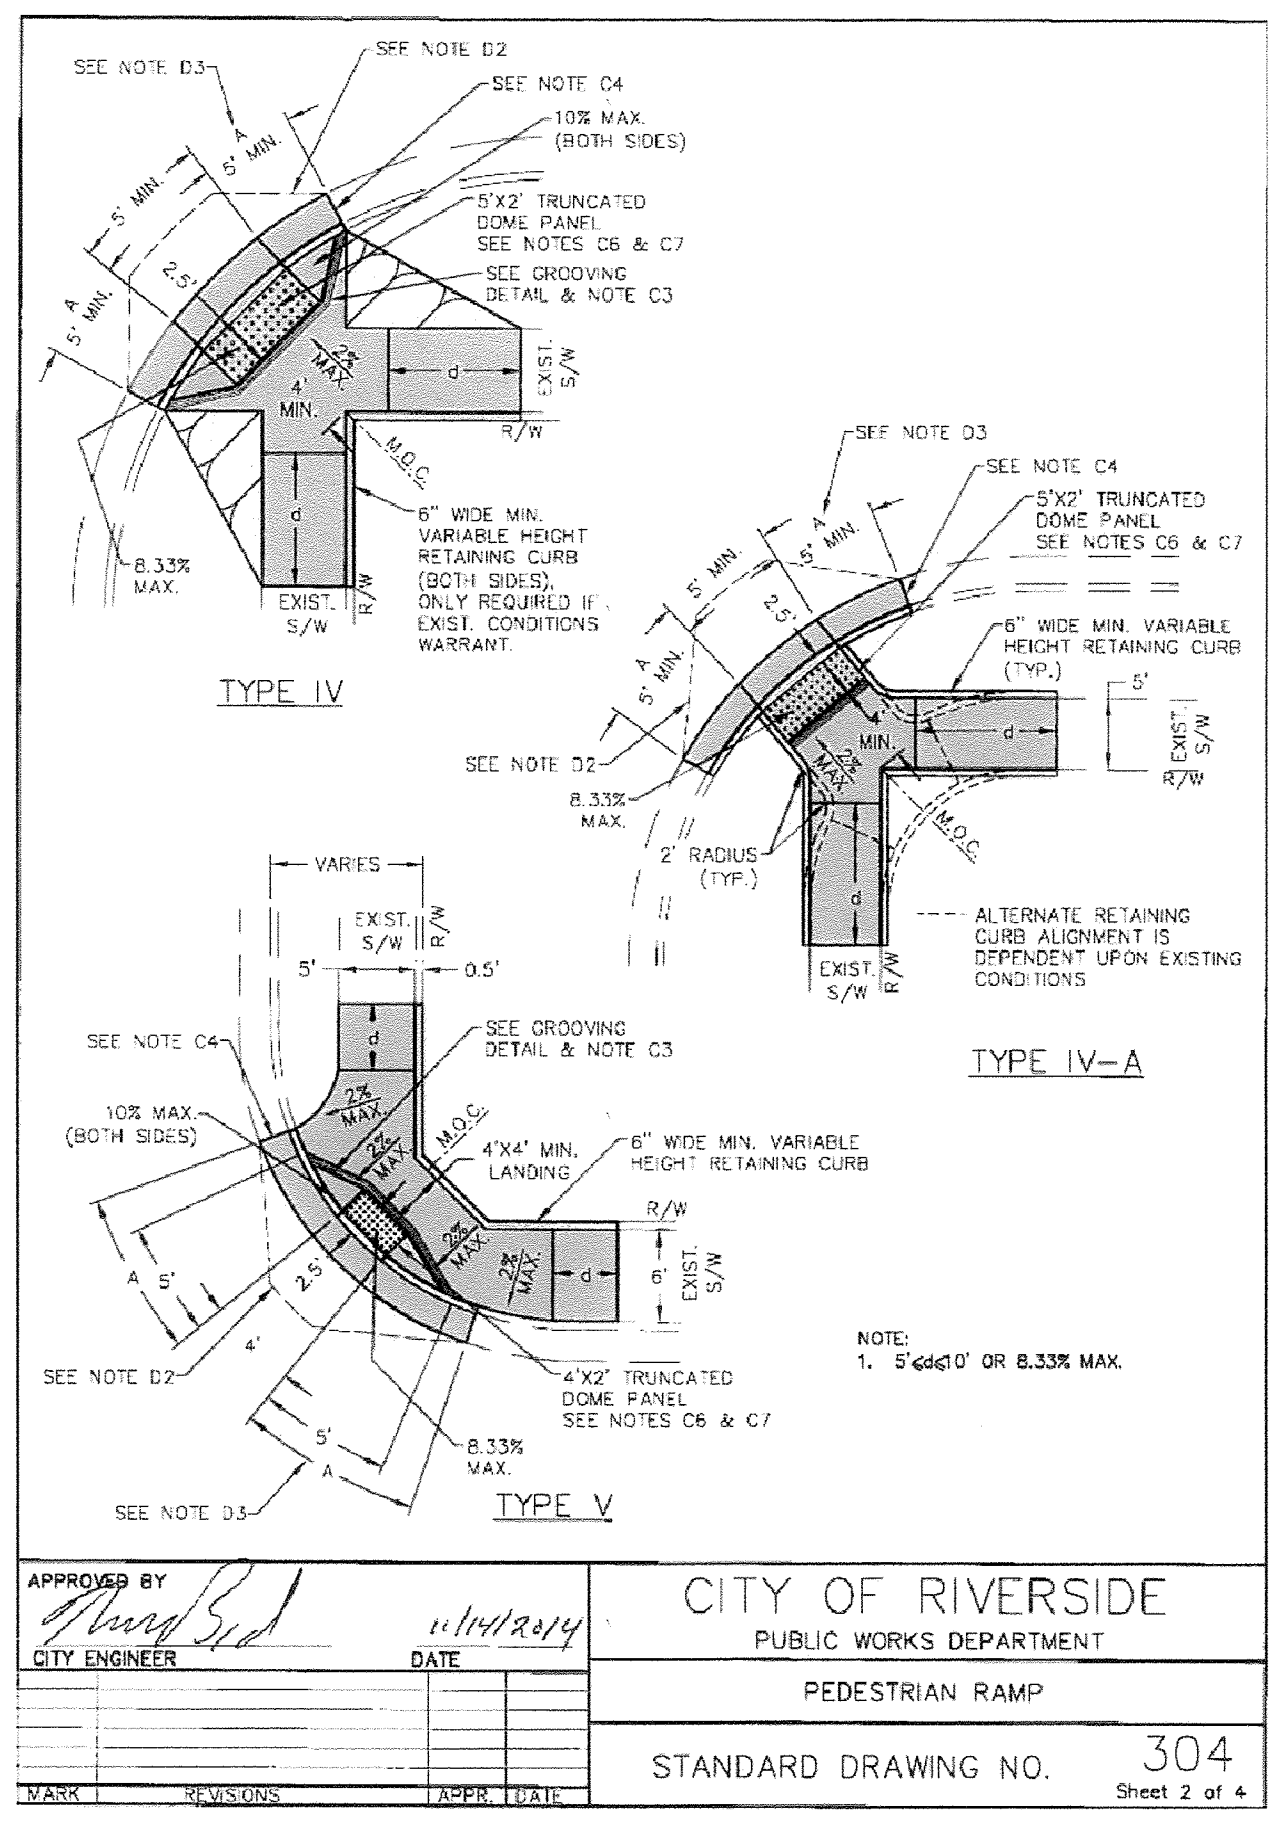 SEE NOTE D2
SEE NOTE D3
SEE NOTE C4
10% MAX.
(BOTH SIDES)
A
5' MIN.
5' MIN.
2.5'
A
5' MIN.
5'X2' TRUNCATED
DOME PANEL
SEE NOTES C6 & C7
SEE GROOVING
DETAIL & NOTE C3
2%
MAX.
4'
MIN.
d
EXIST.
S/W
R/W
M.O.C.
d
8.33%
MAX.
6" WIDE MIN.
VARIABLE HEIGHT
RETAINING CURB
(BOTH SIDES),
ONLY REQUIRED IF
EXIST. CONDITIONS
WARRANT.
EXIST.
S/W
R/W
TYPE IV
SEE NOTE D3
SEE NOTE C4
5'X2' TRUNCATED
DOME PANEL
SEE NOTES C6 & C7
A
5' MIN.
5' MIN.
2.5'
A
5' MIN.
6" WIDE MIN. VARIABLE
HEIGHT RETAINING CURB
(TYP.)
5'
EXIST.
S/W
R/W
4'
MIN.
d
2%
MAX.
SEE NOTE D2
8.33%
MAX.
M.O.C.
2' RADIUS
(TYP.)
d
ALTERNATE RETAINING
CURB ALIGNMENT IS
DEPENDENT UPON EXISTING
CONDITIONS
EXIST.
S/W
R/W
TYPE IV-A
VARIES
EXIST.
S/W
R/W
5'
0.5'
SEE NOTE C4
d
SEE GROOVING
DETAIL & NOTE C3
2%
MAX.
10% MAX.
(BOTH SIDES)
2%
MAX.
M.O.C.
4'X4' MIN.
LANDING
6" WIDE MIN. VARIABLE
HEIGHT RETAINING CURB
R/W
2%
MAX.
2%
MAX.
d
6'
EXIST.
S/W
A
5'
2.5'
4'
SEE NOTE D2
4'X2' TRUNCATED
DOME PANEL
SEE NOTES C6 & C7
5'
A
8.33%
MAX.
SEE NOTE D3
TYPE V
NOTE:
1. 5'≤d≤10' OR 8.33% MAX.
APPROVED BY
11/14/2014
CITY ENGINEER DATE
MARK REVISIONS APPR. DATE
CITY OF RIVERSIDE
PUBLIC WORKS DEPARTMENT
PEDESTRIAN RAMP
STANDARD DRAWING NO. 304
Sheet 2 of 4